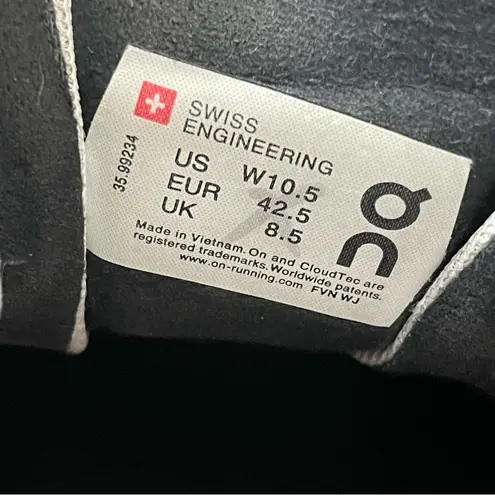 SWISS
ENGINEERING
US W10.5
EUR 42.5
UK 8.5
Made in Vietnam. On and CloudTec are
registered trademarks. Worldwide patents.
www.on-running.com FVN WJ
35.99234
On